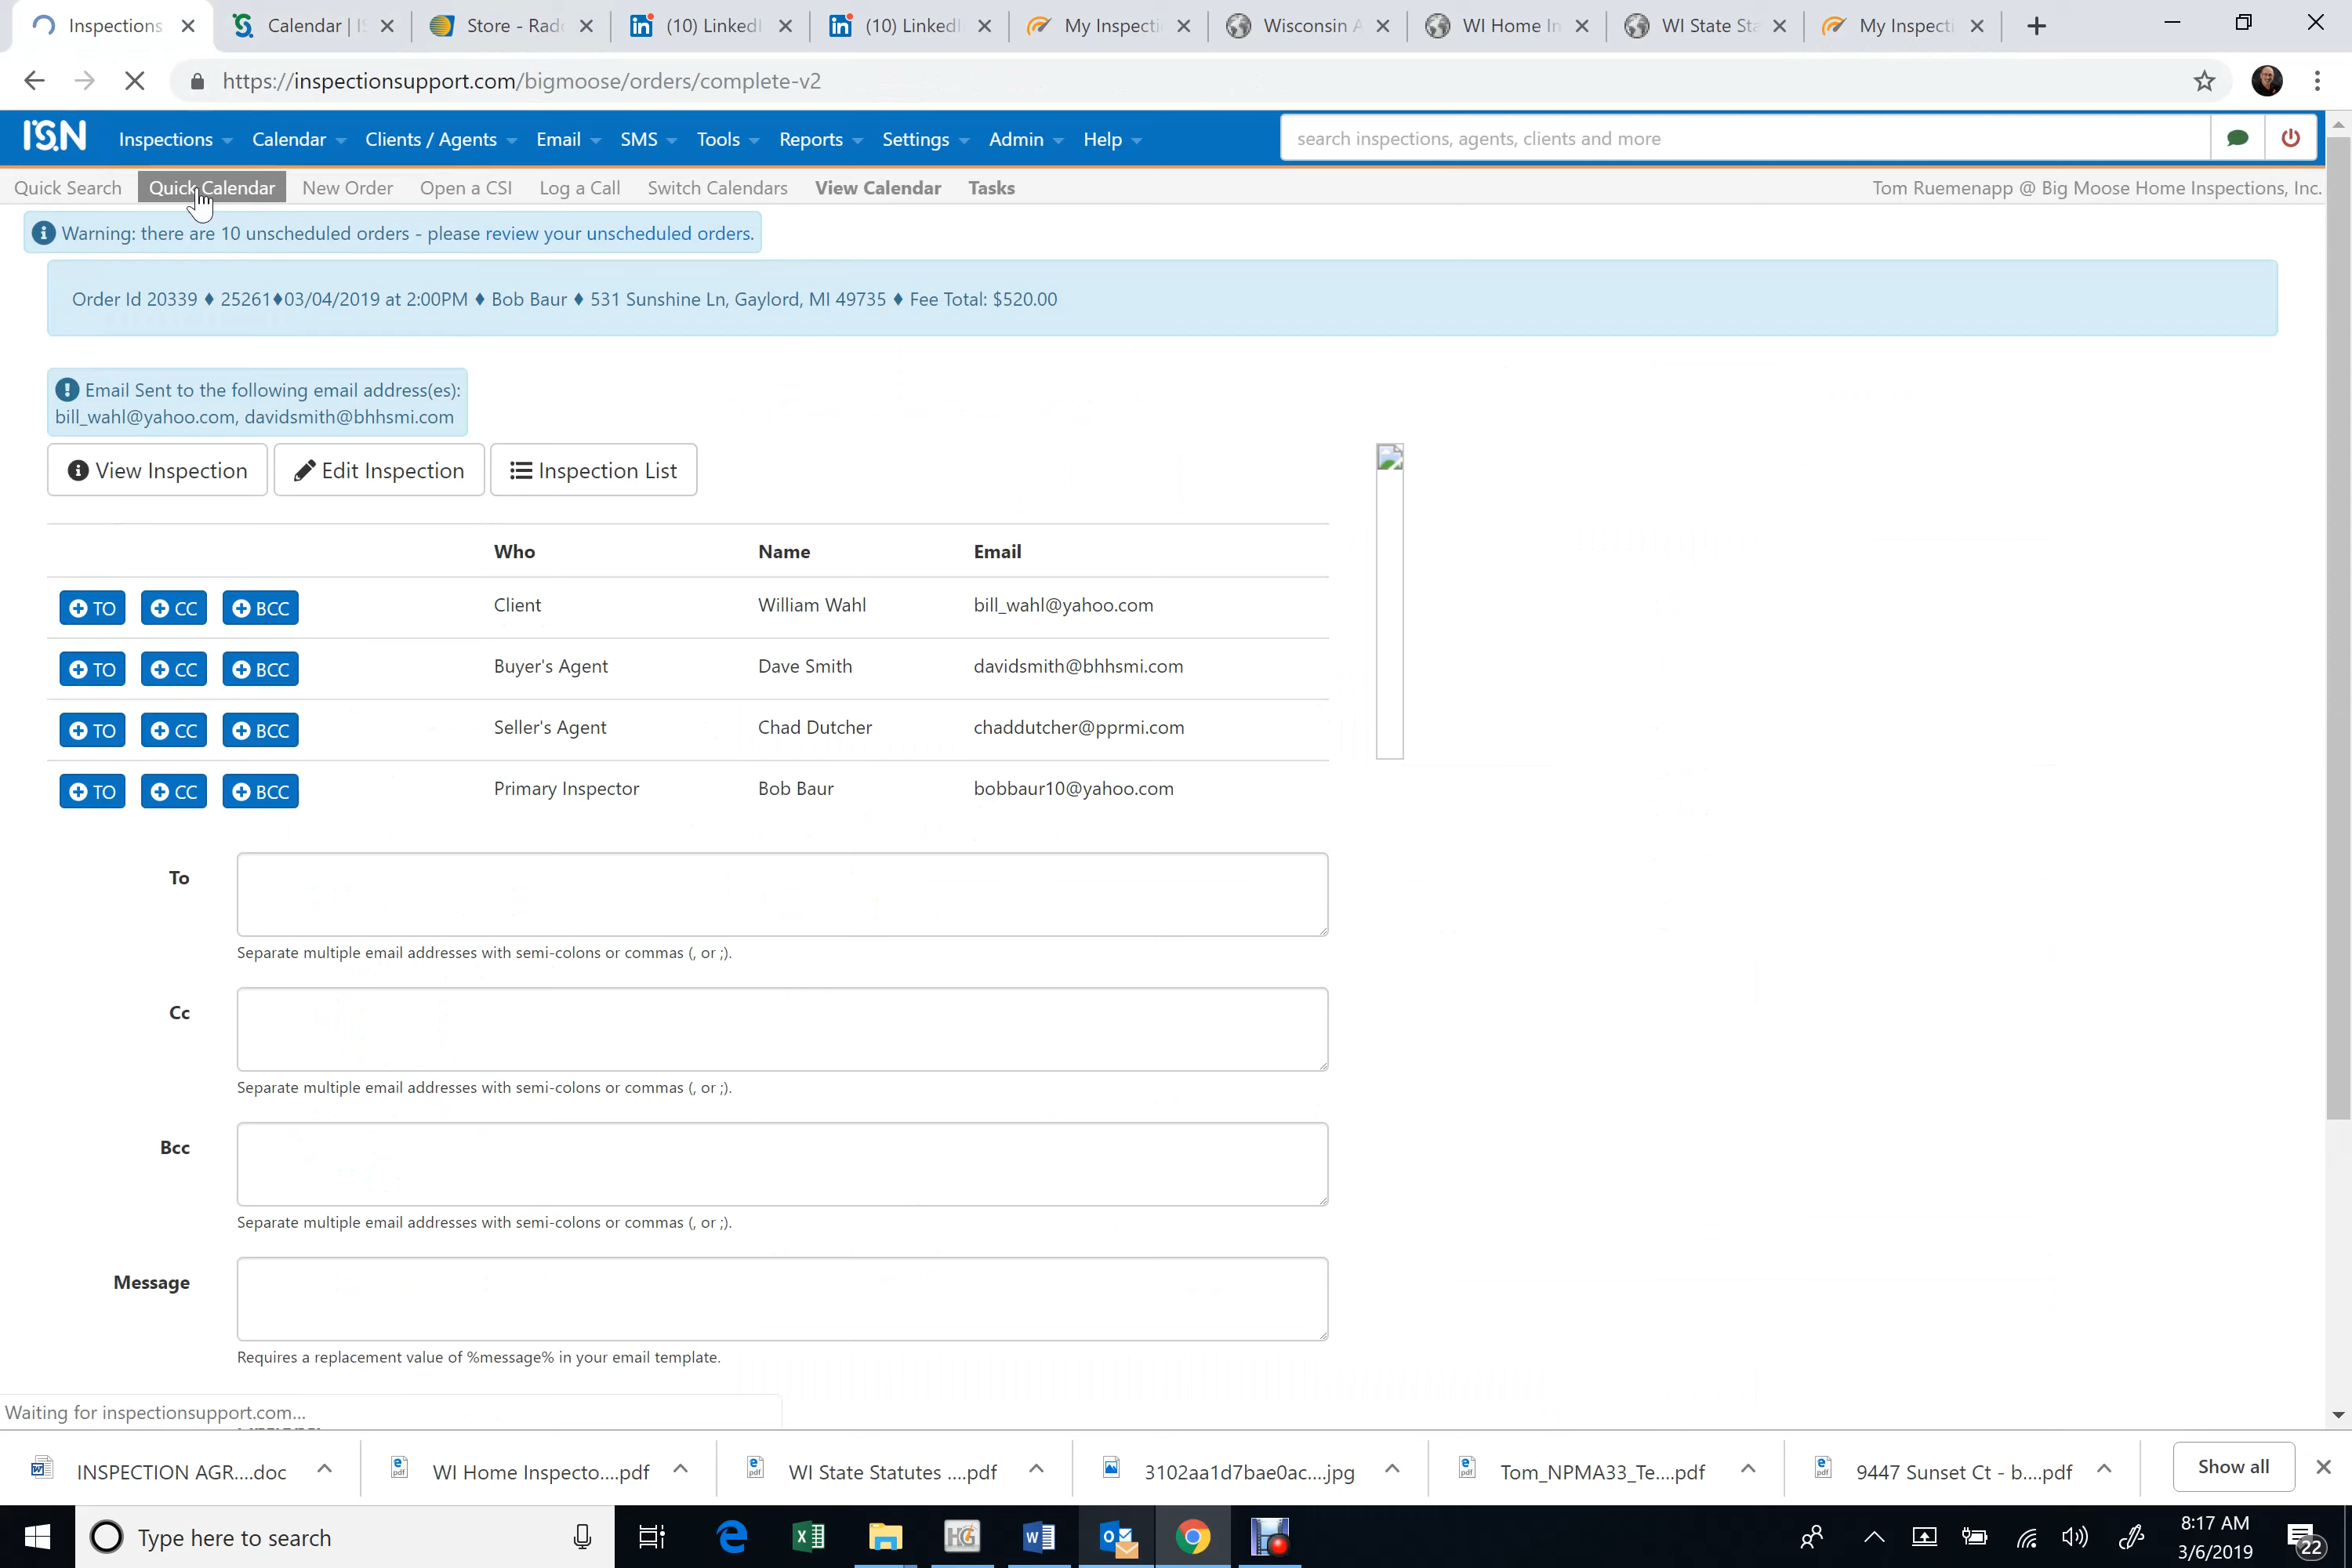 Inspections
Calendar | IS
Store - Rado
(10) LinkedI
(10) LinkedI
My Inspecti
Wisconsin A
WI Home In
WI State Sta
My Inspecti
https://inspectionsupport.com/bigmoose/orders/complete-v2
ISN Inspections Calendar Clients / Agents Email SMS Tools Reports Settings Admin Help search inspections, agents, clients and more
Quick Search Quick Calendar New Order Open a CSI Log a Call Switch Calendars View Calendar Tasks Tom Ruemenapp @ Big Moose Home Inspections, Inc.
Warning: there are 10 unscheduled orders - please review your unscheduled orders.
Order Id 20339 ♦ 25261♦03/04/2019 at 2:00PM ♦ Bob Baur ♦ 531 Sunshine Ln, Gaylord, MI 49735 ♦ Fee Total: $520.00
Email Sent to the following email address(es):
bill_wahl@yahoo.com, davidsmith@bhhsmi.com
View Inspection Edit Inspection Inspection List
Who Name Email
TO CC BCC Client William Wahl bill_wahl@yahoo.com
TO CC BCC Buyer's Agent Dave Smith davidsmith@bhhsmi.com
TO CC BCC Seller's Agent Chad Dutcher chaddutcher@pprmi.com
TO CC BCC Primary Inspector Bob Baur bobbaur10@yahoo.com
To
Separate multiple email addresses with semi-colons or commas (, or ;).
Cc
Separate multiple email addresses with semi-colons or commas (, or ;).
Bcc
Separate multiple email addresses with semi-colons or commas (, or ;).
Message
Requires a replacement value of %message% in your email template.
Waiting for inspectionsupport.com...
INSPECTION AGR....doc
WI Home Inspecto....pdf
WI State Statutes ....pdf
3102aa1d7bae0ac....jpg
Tom_NPMA33_Te....pdf
9447 Sunset Ct - b....pdf
Show all
Type here to search
8:17 AM
3/6/2019
22